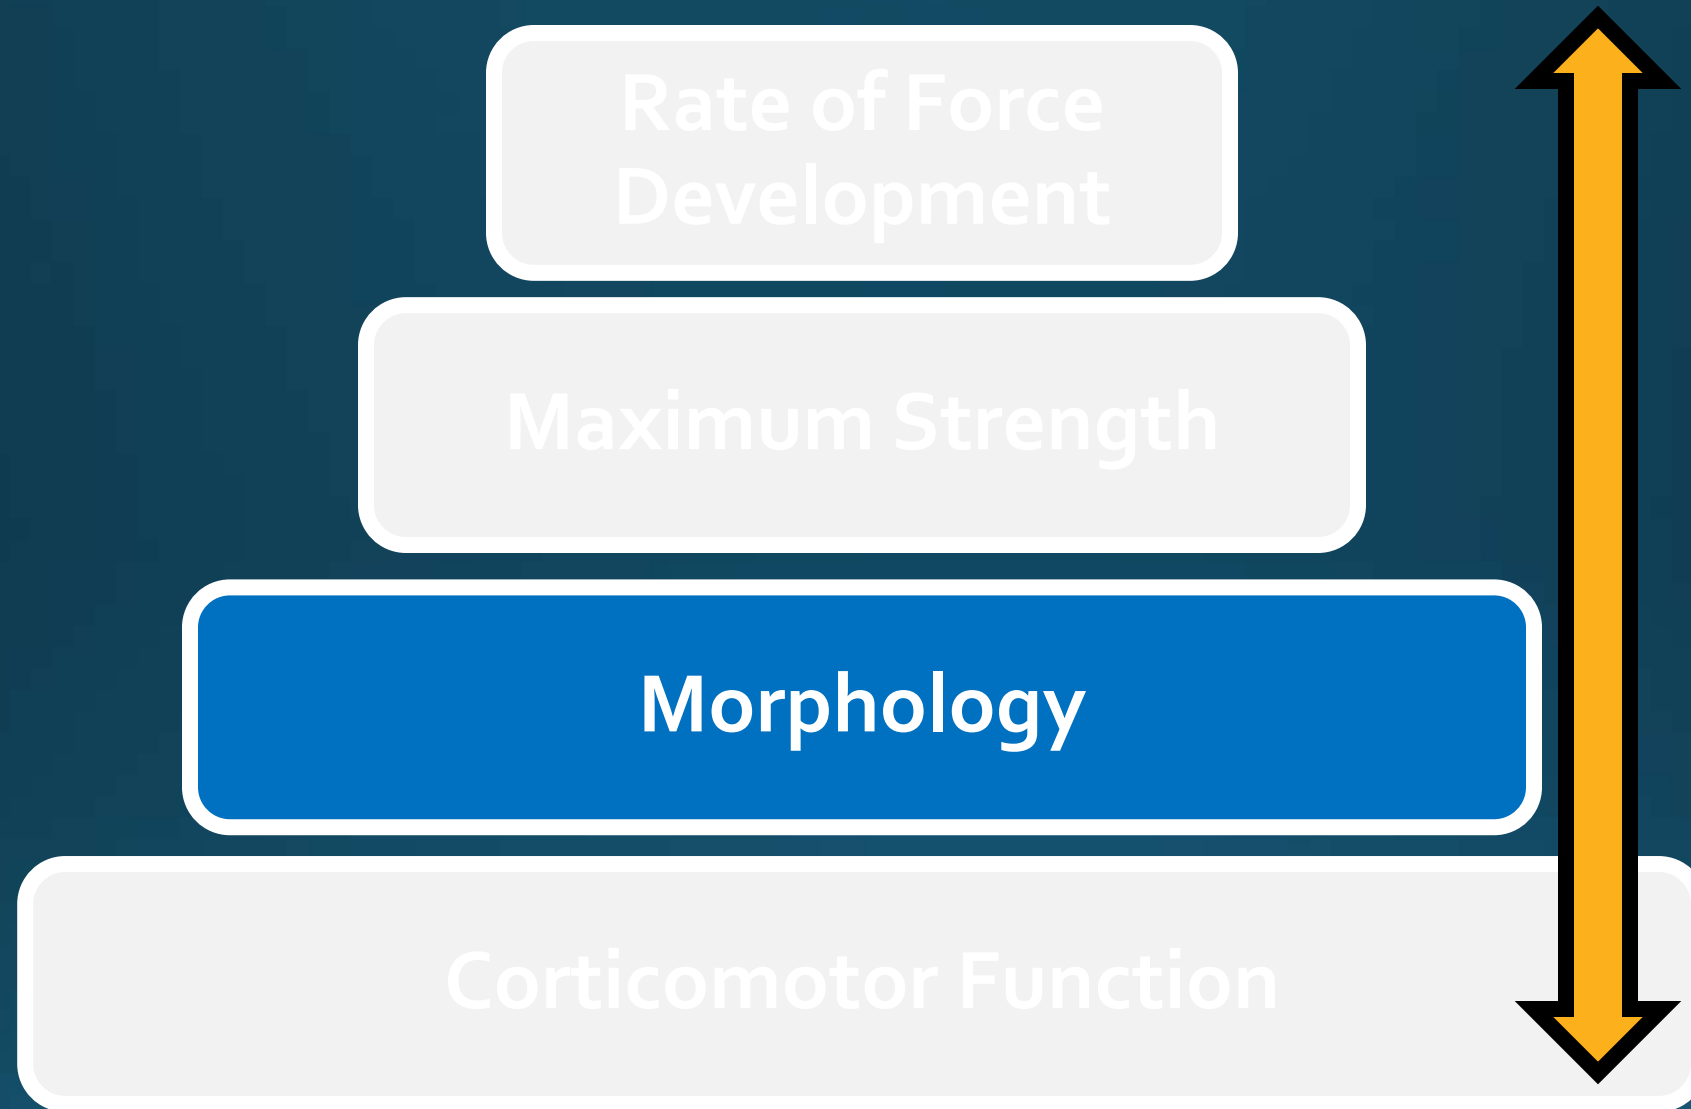 Rate of Force
Development
Maximum Strength
Morphology
Corticomotor Function